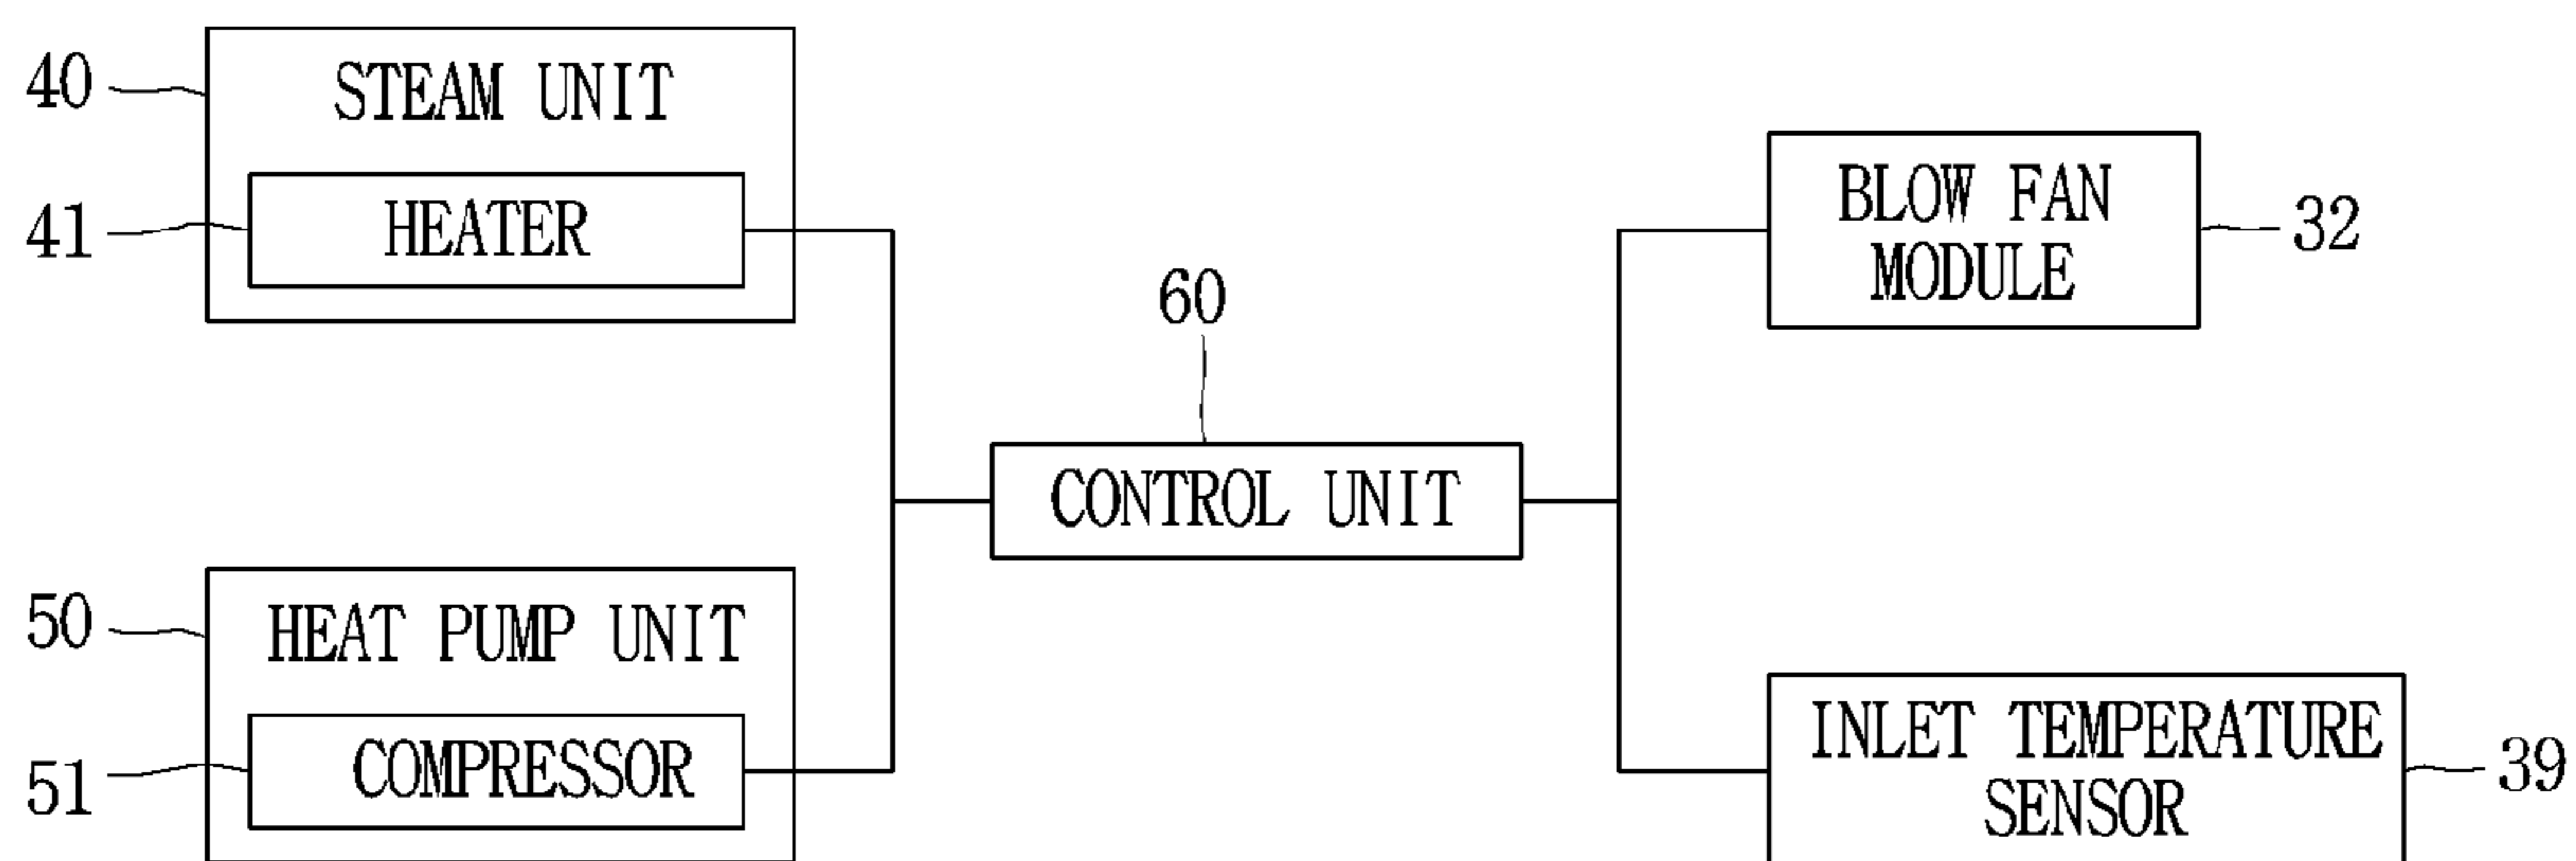 40
STEAM UNIT
41
HEATER
50
HEAT PUMP UNIT
51
COMPRESSOR
60
CONTROL UNIT
BLOW FAN
MODULE
32
INLET TEMPERATURE
SENSOR
39